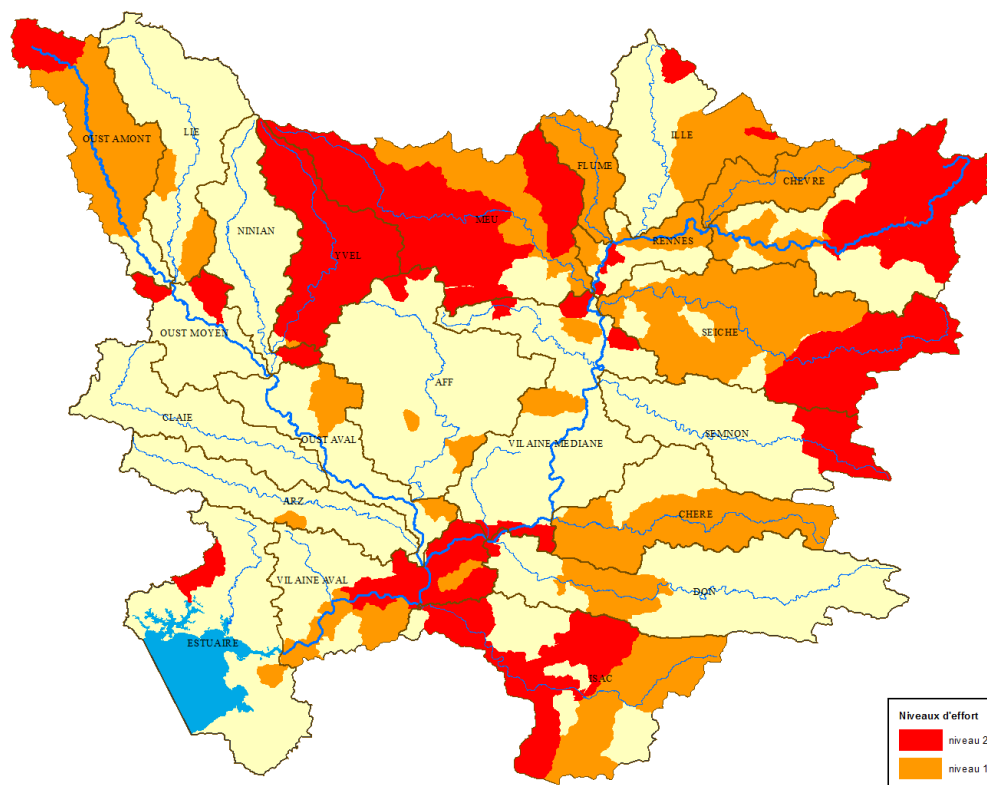 OUST AMONT
LIE
ILLE
FLUME
CHEVRE
NINIAN
MEU
RENNES
YVEL
OUST MOYEN
SEICHE
AFF
CLAIE
OUST AVAL
VILAINE MEDIANE
SEMNON
ARZ
CHERE
VILAINE AVAL
DON
ESTUAIRE
ISAC
Niveaux d'effort
niveau 2
niveau 1